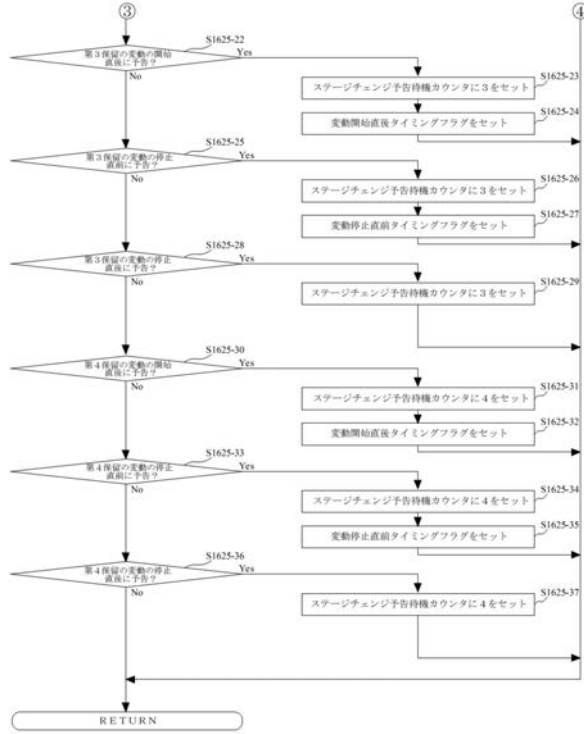 ③
④
S1625-22
第３保留の変動の開始
直後に予告？
Yes
No
S1625-23
ステージチェンジ予告待機カウンタに３をセット
S1625-24
変動開始直後タイミングフラグをセット
S1625-25
第３保留の変動の停止
直前に予告？
Yes
No
S1625-26
ステージチェンジ予告待機カウンタに３をセット
S1625-27
変動停止直前タイミングフラグをセット
S1625-28
第３保留の変動の停止
直後に予告？
Yes
No
S1625-29
ステージチェンジ予告待機カウンタに３をセット
S1625-30
第４保留の変動の開始
直後に予告？
Yes
No
S1625-31
ステージチェンジ予告待機カウンタに４をセット
S1625-32
変動開始直後タイミングフラグをセット
S1625-33
第４保留の変動の停止
直前に予告？
Yes
No
S1625-34
ステージチェンジ予告待機カウンタに４をセット
S1625-35
変動停止直前タイミングフラグをセット
S1625-36
第４保留の変動の停止
直後に予告？
Yes
No
S1625-37
ステージチェンジ予告待機カウンタに４をセット
ＲＥＴＵＲＮ